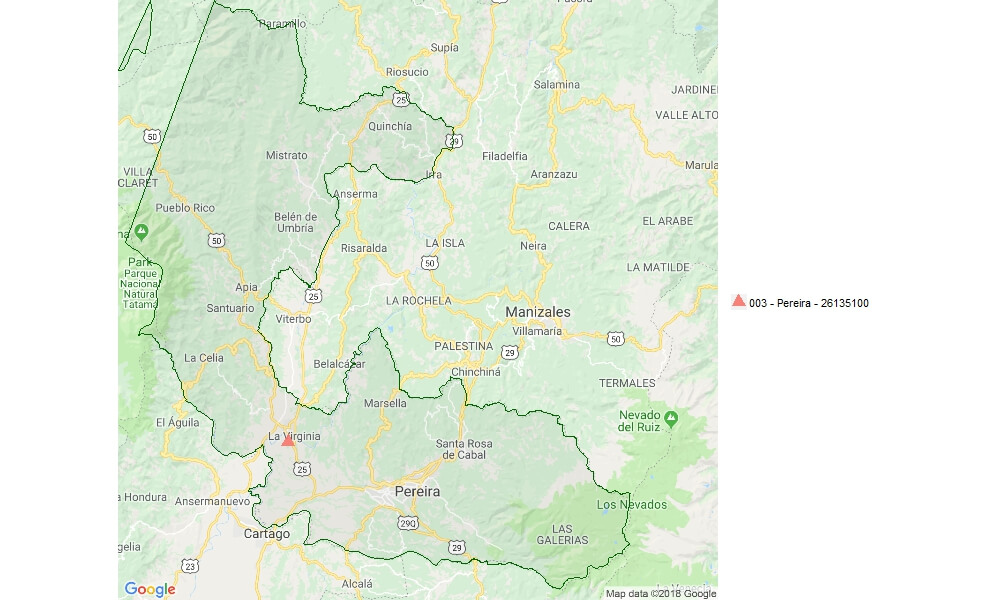 Paramillo
Pácora
Supía
Riosucio
25
Salamina
JARDINE
VALLE ALTO
50
Quinchía
29
Mistrato
Filadelfia
Marula
VILLA
CLARET
Irra
Aranzazu
Anserma
Pueblo Rico
Belén de
Umbría
CALERA
EL ARABE
na
50
Risaralda
LA ISLA
Neira
Park
Parque
Nacional
Natural
Tatamá
50
LA MATILDE
Apia
25
LA ROCHELA
003 - Pereira - 26135100
Santuario
Viterbo
Manizales
Villamaría
50
PALESTINA
29
La Celia
Belalcázar
Chinchiná
TERMALES
Marsella
El Águila
Nevado
del Ruiz
La Virginia
Santa Rosa
de Cabal
25
a Hondura
Ansermanuevo
Pereira
Los Nevados
29Q
Cartago
LAS
GALERIAS
gelia
29
23
Alcalá
Google
Map data ©2018 Google